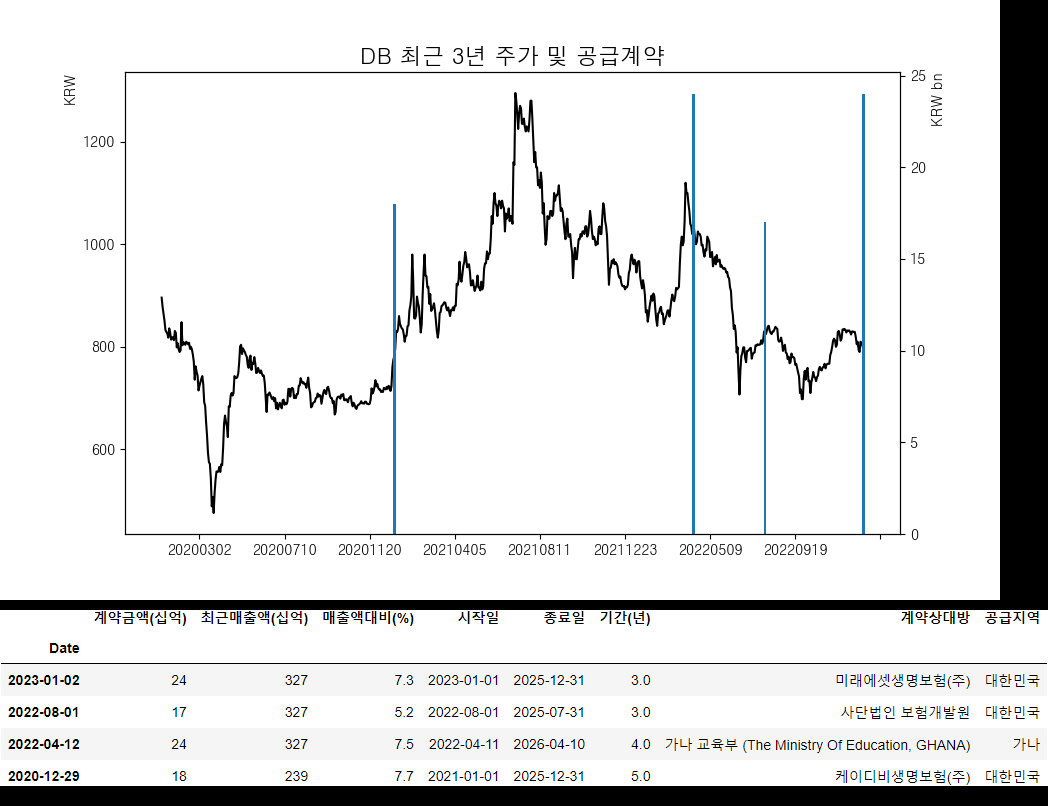 DB 최근 3년 주가 및 공급계약
KRW
KRW bn
1200
1000
800
600
25
20
15
10
5
0
20200302 20200710 20201120 20210405 20210811 20211223 20220509 20220919
계약금액(십억) 최근매출액(십억) 매출액대비(%) 시작일 종료일 기간(년) 계약상대방 공급지역
Date
2023-01-02 24 327 7.3 2023-01-01 2025-12-31 3.0 미래에셋생명보험(주) 대한민국
2022-08-01 17 327 5.2 2022-08-01 2025-07-31 3.0 사단법인 보험개발원 대한민국
2022-04-12 24 327 7.5 2022-04-11 2026-04-10 4.0 가나 교육부 (The Ministry Of Education, GHANA) 가나
2020-12-29 18 239 7.7 2021-01-01 2025-12-31 5.0 케이디비생명보험(주) 대한민국